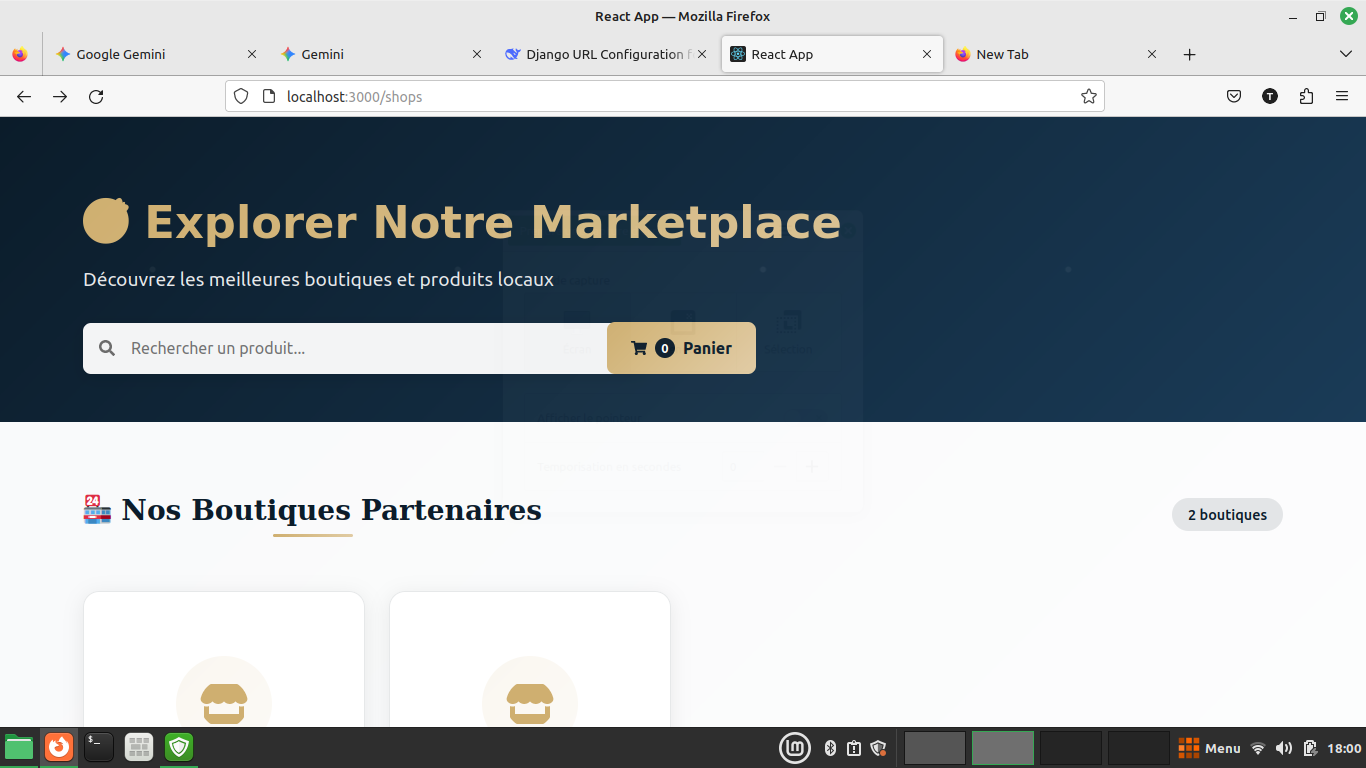 React App — Mozilla Firefox
Google Gemini
Gemini
Django URL Configuration f
React App
New Tab
localhost:3000/shops
T
Explorer Notre Marketplace
Découvrez les meilleures boutiques et produits locaux
Rechercher un produit...
0 Panier
24
Nos Boutiques Partenaires
2 boutiques
$_
Menu
18:00